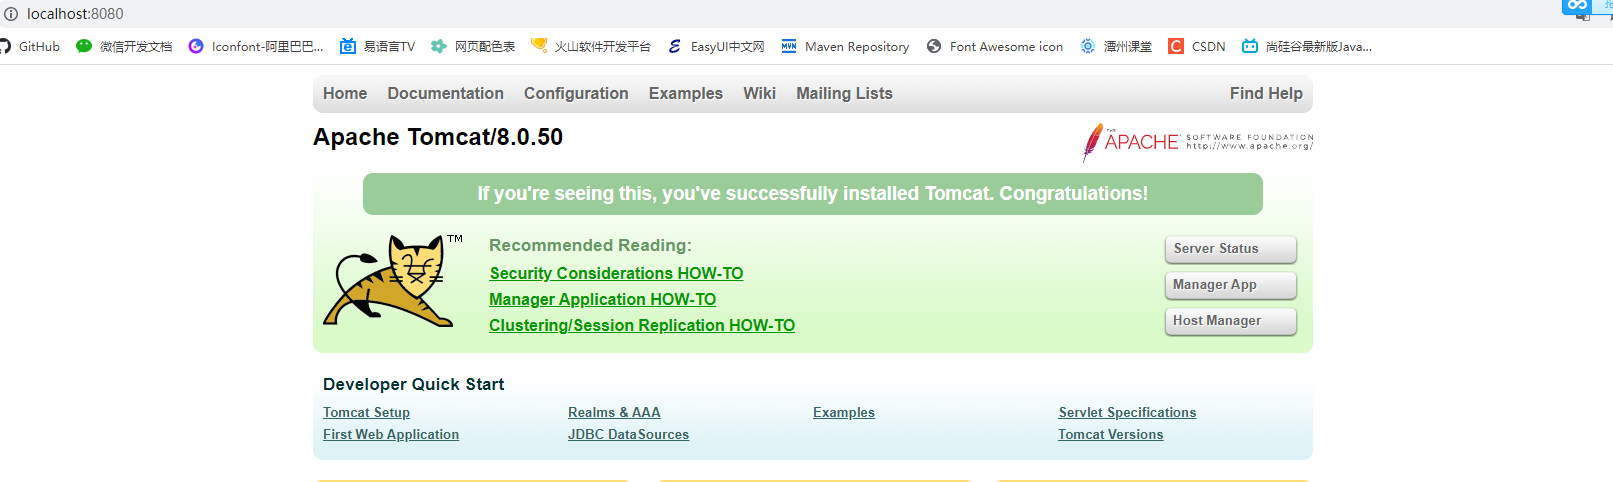 localhost:8080
GitHub 微信开发文档 Iconfont-阿里巴巴... 易语言TV 网页配色表 火山软件开发平台 EasyUI中文网 Maven Repository Font Awesome icon 潭州课堂 CSDN 尚硅谷最新版Java...
Home Documentation Configuration Examples Wiki Mailing Lists Find Help
Apache Tomcat/8.0.50
THE APACHE SOFTWARE FOUNDATION
http://www.apache.org/
If you're seeing this, you've successfully installed Tomcat. Congratulations!
TM
Recommended Reading:
Security Considerations HOW-TO
Manager Application HOW-TO
Clustering/Session Replication HOW-TO
Server Status
Manager App
Host Manager
Developer Quick Start
Tomcat Setup Realms & AAA Examples Servlet Specifications
First Web Application JDBC DataSources Tomcat Versions